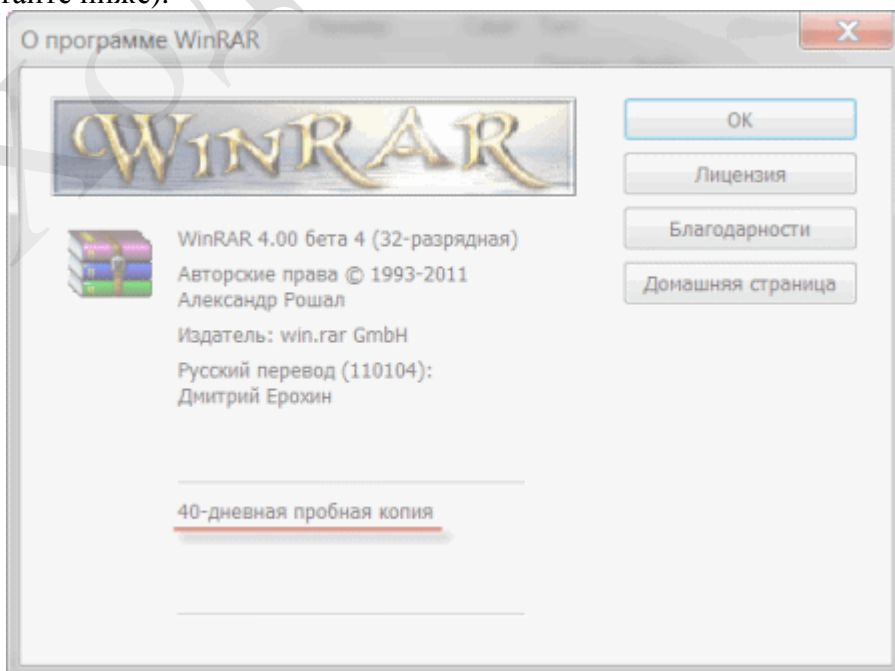 О программе WinRAR
WinRAR
WinRAR 4.00 бета 4 (32-разрядная)
Авторские права © 1993-2011
Александр Рошал
Издатель: win.rar GmbH
Русский перевод (110104):
Дмитрий Ерохин
40-дневная пробная копия
OK
Лицензия
Благодарности
Домашняя страница